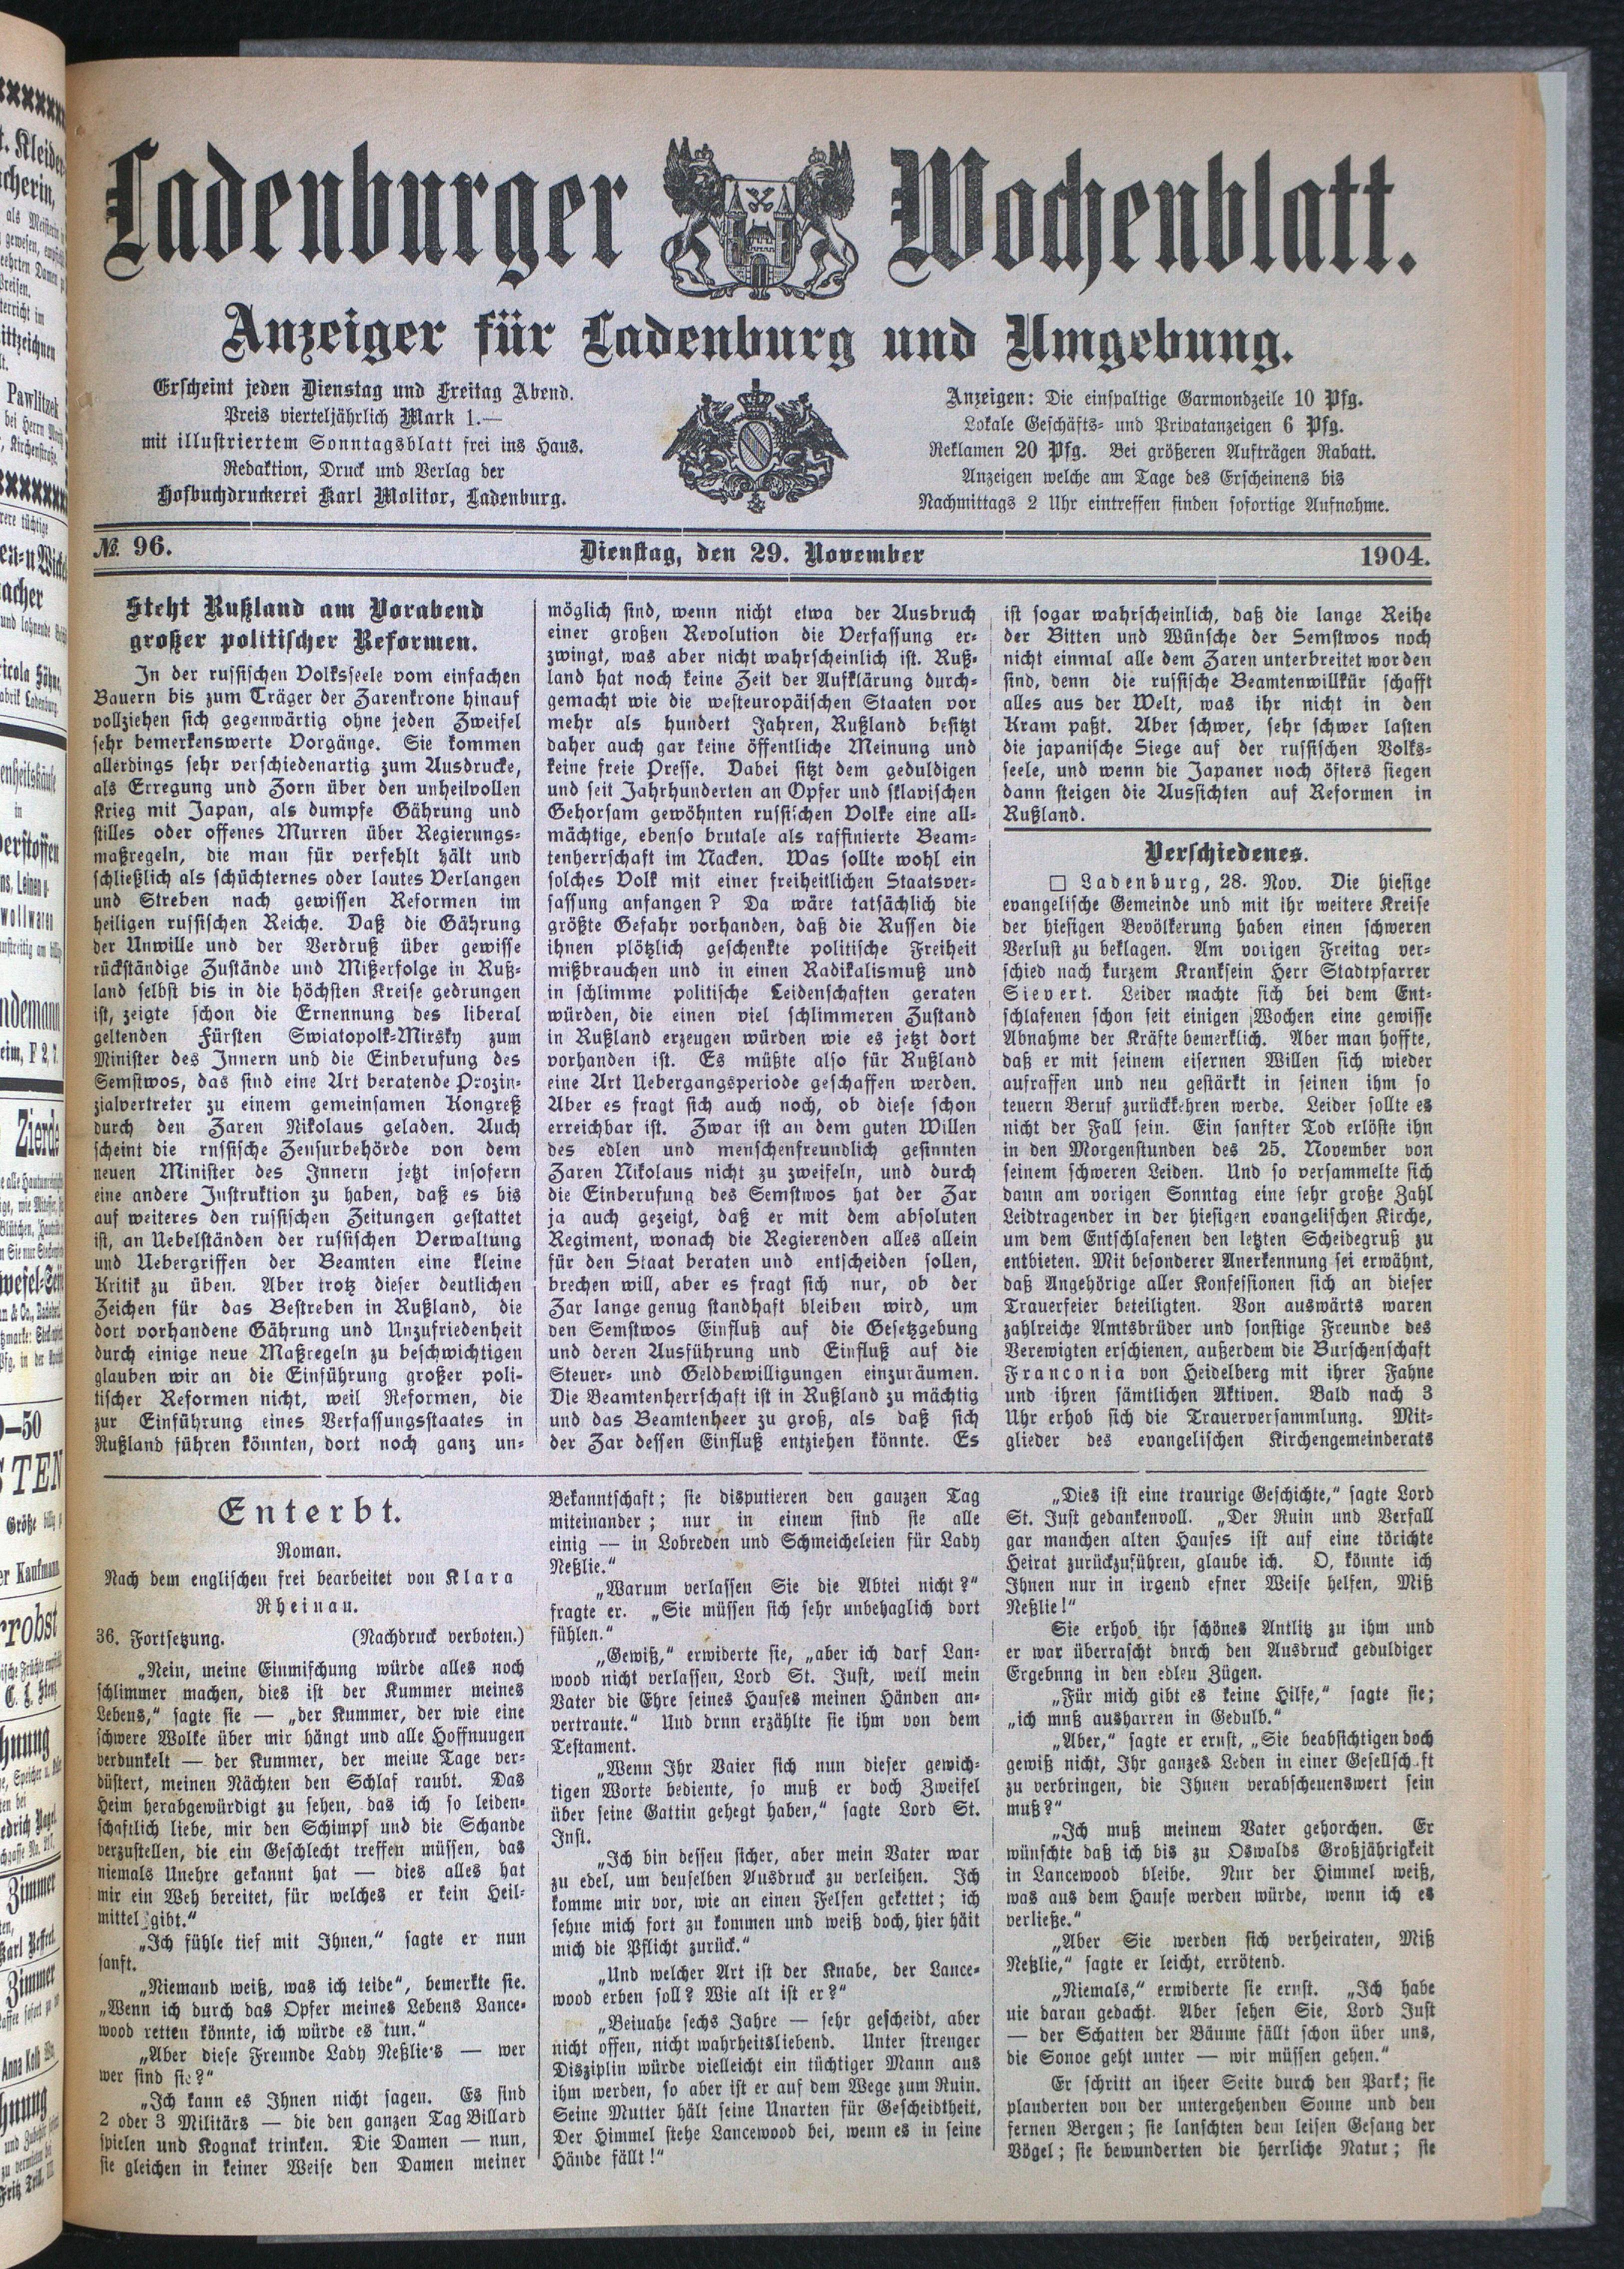 Ladenburger Wochenblatt.
Anzeiger für Ladenburg und Umgebung.
Erscheint jeden Dienstag und Freitag Abend.
Preis vierteljährlich Mark 1.—
mit illustriertem Sonntagsblatt frei ins Haus.
Redaktion, Druck und Verlag der
Hofbuchdruckerei Karl Molitor, Ladenburg.
Anzeigen: Die einspaltige Garmondzeile 10 Pfg.
Lokale Geschäfts- und Privatanzeigen 6 Pfg.
Reklamen 20 Pfg. Bei größeren Aufträgen Rabatt.
Anzeigen welche am Tage des Erscheinens bis
Nachmittags 2 Uhr eintreffen finden sofortige Aufnahme.
№. 96. Dienstag, den 29. November 1904.
Steht Rußland am Vorabend
großer politischer Reformen.
In der russischen Volksseele vom einfachen
Bauern bis zum Träger der Zarenkrone hinauf
vollziehen sich gegenwärtig ohne jeden Zweifel
sehr bemerkenswerte Vorgänge. Sie kommen
allerdings sehr verschiedenartig zum Ausdrucke,
als Erregung und Zorn über den unheilvollen
Krieg mit Japan, als dumpfe Gährung und
stilles oder offenes Murren über Regierungs-
maßregeln, die man für verfehlt hält und
schließlich als schüchternes oder lautes Verlangen
und Streben nach gewissen Reformen im
heiligen russischen Reiche. Daß die Gährung
der Unwille und der Verdruß über gewisse
rückständige Zustände und Mißerfolge in Ruß-
land selbst bis in die höchsten Kreise gedrungen
ist, zeigte schon die Ernennung des liberal
geltenden Fürsten Swiatopolk-Mirsky zum
Minister des Innern und die Einberufung des
Semstwos, das sind eine Art beratende Prozin-
zialvertreter zu einem gemeinsamen Kongreß
durch den Zaren Nikolaus geladen. Auch
scheint die russische Zensurbehörde von dem
neuen Minister des Innern jetzt insofern
eine andere Instruktion zu haben, daß es bis
auf weiteres den russischen Zeitungen gestattet
ist, an Uebelständen der russischen Verwaltung
und Uebergriffen der Beamten eine kleine
Kritik zu üben. Aber trotz dieser deutlichen
Zeichen für das Bestreben in Rußland, die
dort vorhandene Gährung und Unzufriedenheit
durch einige neue Maßregeln zu beschwichtigen
glauben wir an die Einführung großer poli-
tischer Reformen nicht, weil Reformen, die
zur Einführung eines Verfassungsstaates in
Rußland führen könnten, dort noch ganz un-
möglich sind, wenn nicht etwa der Ausbruch
einer großen Revolution die Verfassung er-
zwingt, was aber nicht wahrscheinlich ist. Ruß-
land hat noch keine Zeit der Aufklärung durch-
gemacht wie die westeuropäischen Staaten vor
mehr als hundert Jahren, Rußland besitzt
daher auch gar keine öffentliche Meinung und
keine freie Presse. Dabei sitzt dem geduldigen
und seit Jahrhunderten an Opfer und sklavischen
Gehorsam gewöhnten russischen Volke eine all-
mächtige, ebenso brutale als raffinierte Beam-
tenherrschaft im Nacken. Was sollte wohl ein
solches Volk mit einer freiheitlichen Staatsver-
fassung anfangen? Da wäre tatsächlich die
größte Gefahr vorhanden, daß die Russen die
ihnen plötzlich geschenkte politische Freiheit
mißbrauchen und in einen Radikalismuß und
in schlimme politische Leidenschaften geraten
würden, die einen viel schlimmeren Zustand
in Rußland erzeugen würden wie es jetzt dort
vorhanden ist. Es müßte also für Rußland
eine Art Uebergangsperiode geschaffen werden.
Aber es fragt sich auch noch, ob diese schon
erreichbar ist. Zwar ist an dem guten Willen
des edlen und menschenfreundlich gesinnten
Zaren Nikolaus nicht zu zweifeln, und durch
die Einberufung des Semstwos hat der Zar
ja auch gezeigt, daß er mit dem absoluten
Regiment, wonach die Regierenden alles allein
für den Staat beraten und entscheiden sollen,
brechen will, aber es fragt sich nur, ob der
Zar lange genug standhaft bleiben wird, um
den Semstwos Einfluß auf die Gesetzgebung
und deren Ausführung und Einfluß auf die
Steuer- und Geldbewilligungen einzuräumen.
Die Beamtenherrschaft ist in Rußland zu mächtig
und das Beamtenheer zu groß, als daß sich
der Zar dessen Einfluß entziehen könnte. Es
ist sogar wahrscheinlich, daß die lange Reihe
der Bitten und Wünsche der Semstwos noch
nicht einmal alle dem Zaren unterbreitet worden
sind, denn die russische Beamtenwillkür schafft
alles aus der Welt, was ihr nicht in den
Kram paßt. Aber schwer, sehr schwer lasten
die japanische Siege auf der russischen Volks-
seele, und wenn die Japaner noch öfters siegen
dann steigen die Aussichten auf Reformen in
Rußland.
Verschiedenes.
□ Ladenburg, 28. Nov. Die hiesige
evangelische Gemeinde und mit ihr weitere Kreise
der hiesigen Bevölkerung haben einen schweren
Verlust zu beklagen. Am vorigen Freitag ver-
schied nach kurzem Kranksein Herr Stadtpfarrer
Sievert. Leider machte sich bei dem Ent-
schlafenen schon seit einigen Wochen eine gewisse
Abnahme der Kräfte bemerklich. Aber man hoffte,
daß er mit seinem eisernen Willen sich wieder
aufraffen und neu gestärkt in seinen ihm so
teuern Beruf zurückkehren werde. Leider sollte es
nicht der Fall sein. Ein sanfter Tod erlöste ihn
in den Morgenstunden des 25. November von
seinem schweren Leiden. Und so versammelte sich
dann am vorigen Sonntag eine sehr große Zahl
Leidtragender in der hiesigen evangelischen Kirche,
um dem Entschlafenen den letzten Scheidegruß zu
entbieten. Mit besonderer Anerkennung sei erwähnt,
daß Angehörige aller Konfessionen sich an dieser
Trauerfeier beteiligten. Von auswärts waren
zahlreiche Amtsbrüder und sonstige Freunde des
Verewigten erschienen, außerdem die Burschenschaft
Franconia von Heidelberg mit ihrer Fahne
und ihren sämtlichen Aktiven. Bald nach 3
Uhr erhob sich die Trauerversammlung. Mit-
glieder des evangelischen Kirchengemeinderats
Enterbt.
Roman.
Nach dem englischen frei bearbeitet von Klara
Rheinau.
36. Fortsetzung. (Nachdruck verboten.)
„Nein, meine Einmischung würde alles noch
schlimmer machen, dies ist der Kummer meines
Lebens,“ sagte sie — „der Kummer, der wie eine
schwere Wolke über mir hängt und alle Hoffnungen
verdunkelt — der Kummer, der meine Tage ver-
düstert, meinen Nächten den Schlaf raubt. Das
Heim herabgewürdigt zu sehen, das ich so leiden-
schaftlich liebe, mir den Schimpf und die Schande
verzustellen, die ein Geschlecht treffen müssen, das
niemals Unehre gekannt hat — dies alles hat
mir ein Weh bereitet, für welches er kein Heil-
mittel gibt.“
„Ich fühle tief mit Ihnen,“ sagte er nun
sanft.
„Niemand weiß, was ich leide“, bemerkte sie.
„Wenn ich durch das Opfer meines Lebens Lance-
wood retten könnte, ich würde es tun.“
„Aber diese Freunde Lady Neßlie's — wer
wer sind sie?“
„Ich kann es Ihnen nicht sagen. Es sind
2 oder 3 Militärs — die den ganzen Tag Billard
spielen und Kognak trinken. Die Damen — nun,
sie gleichen in keiner Weise den Damen meiner
Bekanntschaft; sie disputieren den ganzen Tag
miteinander; nur in einem sind sie alle
einig — in Lobreden und Schmeicheleien für Lady
Neßlie.“
„Warum verlassen Sie die Abtei nicht?“
fragte er. „Sie müssen sich sehr unbehaglich dort
fühlen.“
„Gewiß,“ erwiderte sie, „aber ich darf Lan-
wood nicht verlassen, Lord St. Just, weil mein
Vater die Ehre seines Hauses meinen Händen an-
vertraute.“ Und drnn erzählte sie ihm von dem
Testament.
„Wenn Ihr Vaier sich nun dieser gewich-
tigen Worte bediente, so muß er doch Zweifel
über seine Gattin gehegt haben,“ sagte Lord St.
Just.
„Ich bin dessen sicher, aber mein Vater war
zu edel, um denselben Ausdruck zu verleihen. Ich
komme mir vor, wie an einen Felsen gekettet; ich
sehne mich fort zu kommen und weiß doch, hier häit
mich die Pflicht zurück.“
„Und welcher Art ist der Knabe, der Lance-
wood erben soll? Wie alt ist er?“
„Beinahe sechs Jahre — sehr gescheidt, aber
nicht offen, nicht wahrheitsliebend. Unter strenger
Disziplin würde vielleicht ein tüchtiger Mann aus
ihm werden, so aber ist er auf dem Wege zum Ruin.
Seine Mutter hält seine Unarten für Gescheidtheit,
Der Himmel stehe Lancewood bei, wenn es in seine
Hände fällt!“
„Dies ist eine traurige Geschichte,“ sagte Lord
St. Just gedankenvoll. „Der Ruin und Verfall
gar manchen alten Hauses ist auf eine törichte
Heirat zurückzuführen, glaube ich. O, könnte ich
Ihnen nur in irgend efner Weise helfen, Miß
Neßlie!“
Sie erhob ihr schönes Antlitz zu ihm und
er war überrascht dnrch den Ausdruck geduldiger
Ergebung in den edleu Zügen.
„Für mich gibt es keine Hilfe,“ sagte sie;
„ich muß ausharren in Gedulb.“
„Aber,“ sagte er ernst, „Sie beabsichtigen doch
gewiß nicht, Ihr ganzes Leden in einer Gesellsch ft
zu verbringen, die Ihnen verabscheuenswert sein
muß?“
„Ich muß meinem Vater gehorchen. Er
wünschte daß ich bis zu Oswalds Großjährigkeit
in Lancewood bleibe. Nur der Himmel weiß,
was aus dem Hause werden würde, wenn ich es
verließe.“
„Aber Sie werden sich verheiraten, Miß
Neßlie,“ sagte er leicht, errötend.
„Niemals,“ erwiderte sie ernst. „Ich habe
nie daran gedacht. Aber sehen Sie, Lord Just
— der Schatten der Bäume fällt schon über uns,
die Sonoe geht unter — wir müssen gehen.“
Er schritt an iheer Seite durch den Park; sie
plauderten von der untergehenden Sonne und den
fernen Bergen; sie lanschten dem leisen Gesang der
Vögel; sie bewunderten die herrliche Natur; sie